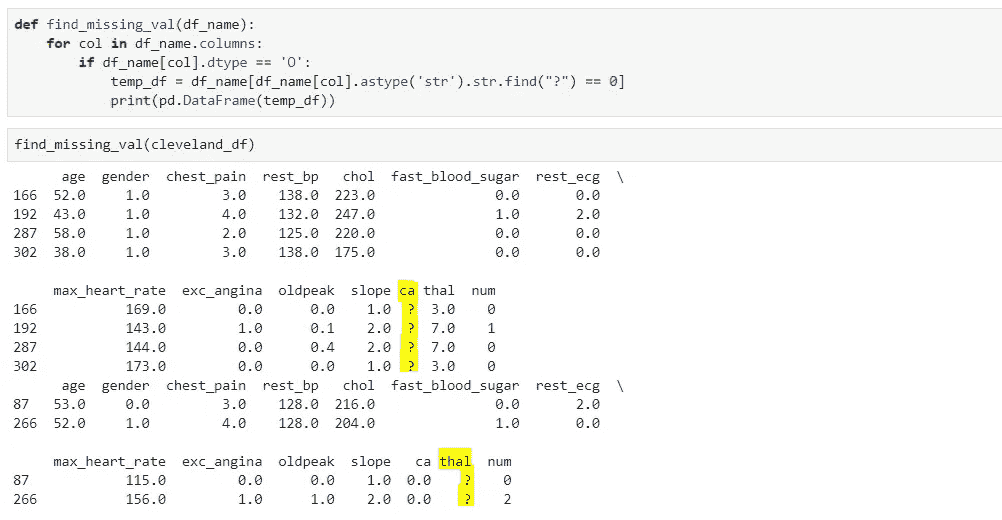 def find_missing_val(df_name):
    for col in df_name.columns:
        if df_name[col].dtype == 'O':
            temp_df = df_name[df_name[col].astype('str').str.find("?") == 0]
            print(pd.DataFrame(temp_df))
find_missing_val(cleveland_df)
      age  gender  chest_pain  rest_bp   chol  fast_blood_sugar  rest_ecg  \
166  52.0     1.0         3.0    138.0  223.0               0.0       0.0
192  43.0     1.0         4.0    132.0  247.0               1.0       2.0
287  58.0     1.0         2.0    125.0  220.0               0.0       0.0
302  38.0     1.0         3.0    138.0  175.0               0.0       0.0
     max_heart_rate  exc_angina  oldpeak  slope ca thal  num
166           169.0         0.0      0.0    1.0  ?  3.0    0
192           143.0         1.0      0.1    2.0  ?  7.0    1
287           144.0         0.0      0.4    2.0  ?  7.0    0
302           173.0         0.0      0.0    1.0  ?  3.0    0
      age  gender  chest_pain  rest_bp   chol  fast_blood_sugar  rest_ecg  \
87   53.0     0.0         3.0    128.0  216.0               0.0       2.0
266  52.0     1.0         4.0    128.0  204.0               1.0       0.0
     max_heart_rate  exc_angina  oldpeak  slope   ca thal  num
87            115.0         0.0      0.0    1.0  0.0    ?    0
266           156.0         1.0      1.0    2.0  0.0    ?    2